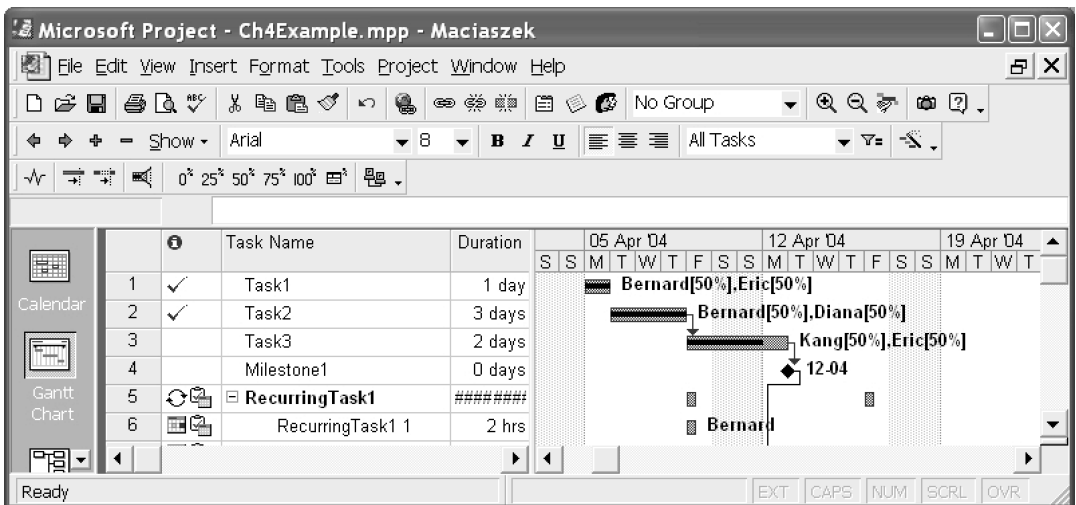 Microsoft Project - Ch4Example.mpp - Maciaszek
File Edit View Insert Format Tools Project Window Help
ABC No Group
Show Arial 8 B I U All Tasks
0% 25% 50% 75% 100%
Task Name Duration 05 Apr '04 12 Apr '04 19 Apr '04
S S M T W T F S S M T W T F S S M T W T
1 Task1 1 day Bernard[50%],Eric[50%]
2 Task2 3 days Bernard[50%],Diana[50%]
3 Task3 2 days Kang[50%],Eric[50%]
4 Milestone1 0 days 12-04
5 RecurringTask1 ########
6 RecurringTask1 1 2 hrs Bernard
Calendar
Gantt
Chart
Ready EXT CAPS NUM SCRL OVR